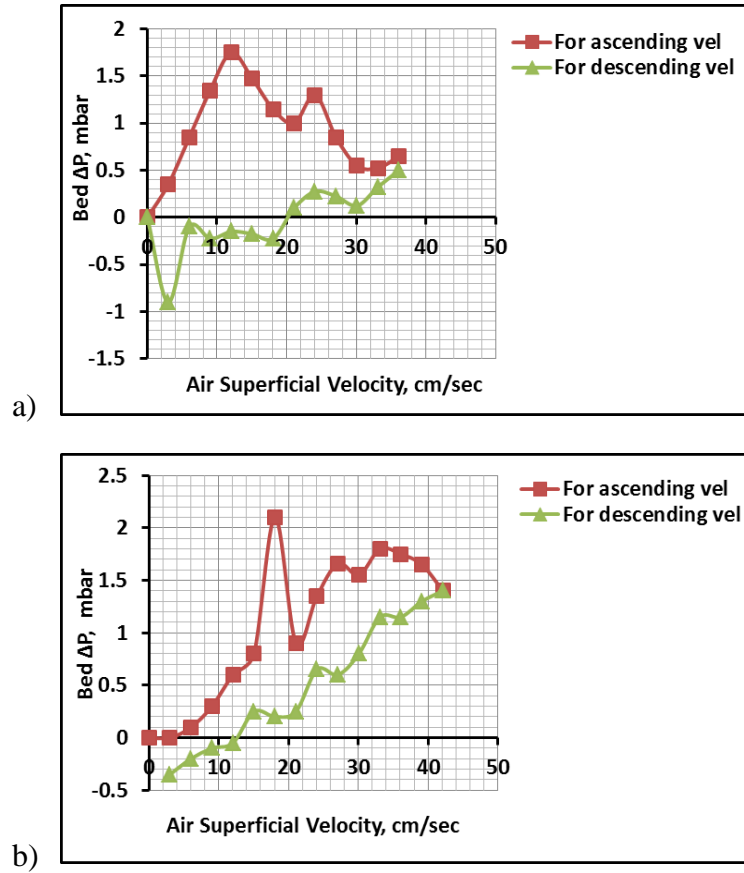 a)
2
1.5
1
0.5
0
-0.5
-1
-1.5
0 10 20 30 40 50
Bed ΔP, mbar
Air Superficial Velocity, cm/sec
For ascending vel
For descending vel
b)
2.5
2
1.5
1
0.5
0
-0.5
0 10 20 30 40 50
Bed ΔP, mbar
Air Superficial Velocity, cm/sec
For ascending vel
For descending vel